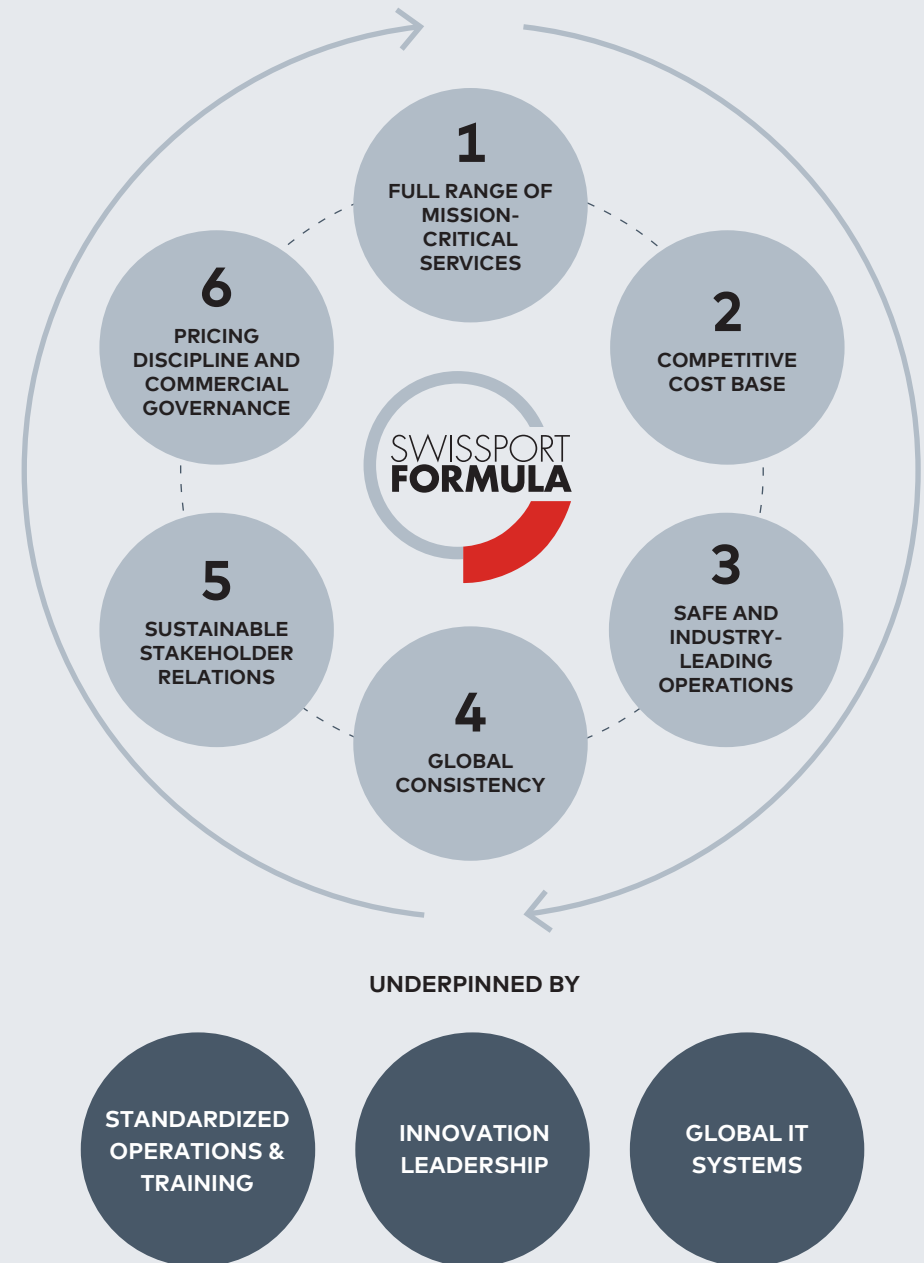 1
FULL RANGE OF
MISSION-
CRITICAL
SERVICES
2
COMPETITIVE
COST BASE
3
SAFE AND
INDUSTRY-
LEADING
OPERATIONS
4
GLOBAL
CONSISTENCY
5
SUSTAINABLE
STAKEHOLDER
RELATIONS
6
PRICING
DISCIPLINE AND
COMMERCIAL
GOVERNANCE
SWISSPORT
FORMULA
UNDERPINNED BY
STANDARDIZED
OPERATIONS &
TRAINING
INNOVATION
LEADERSHIP
GLOBAL IT
SYSTEMS